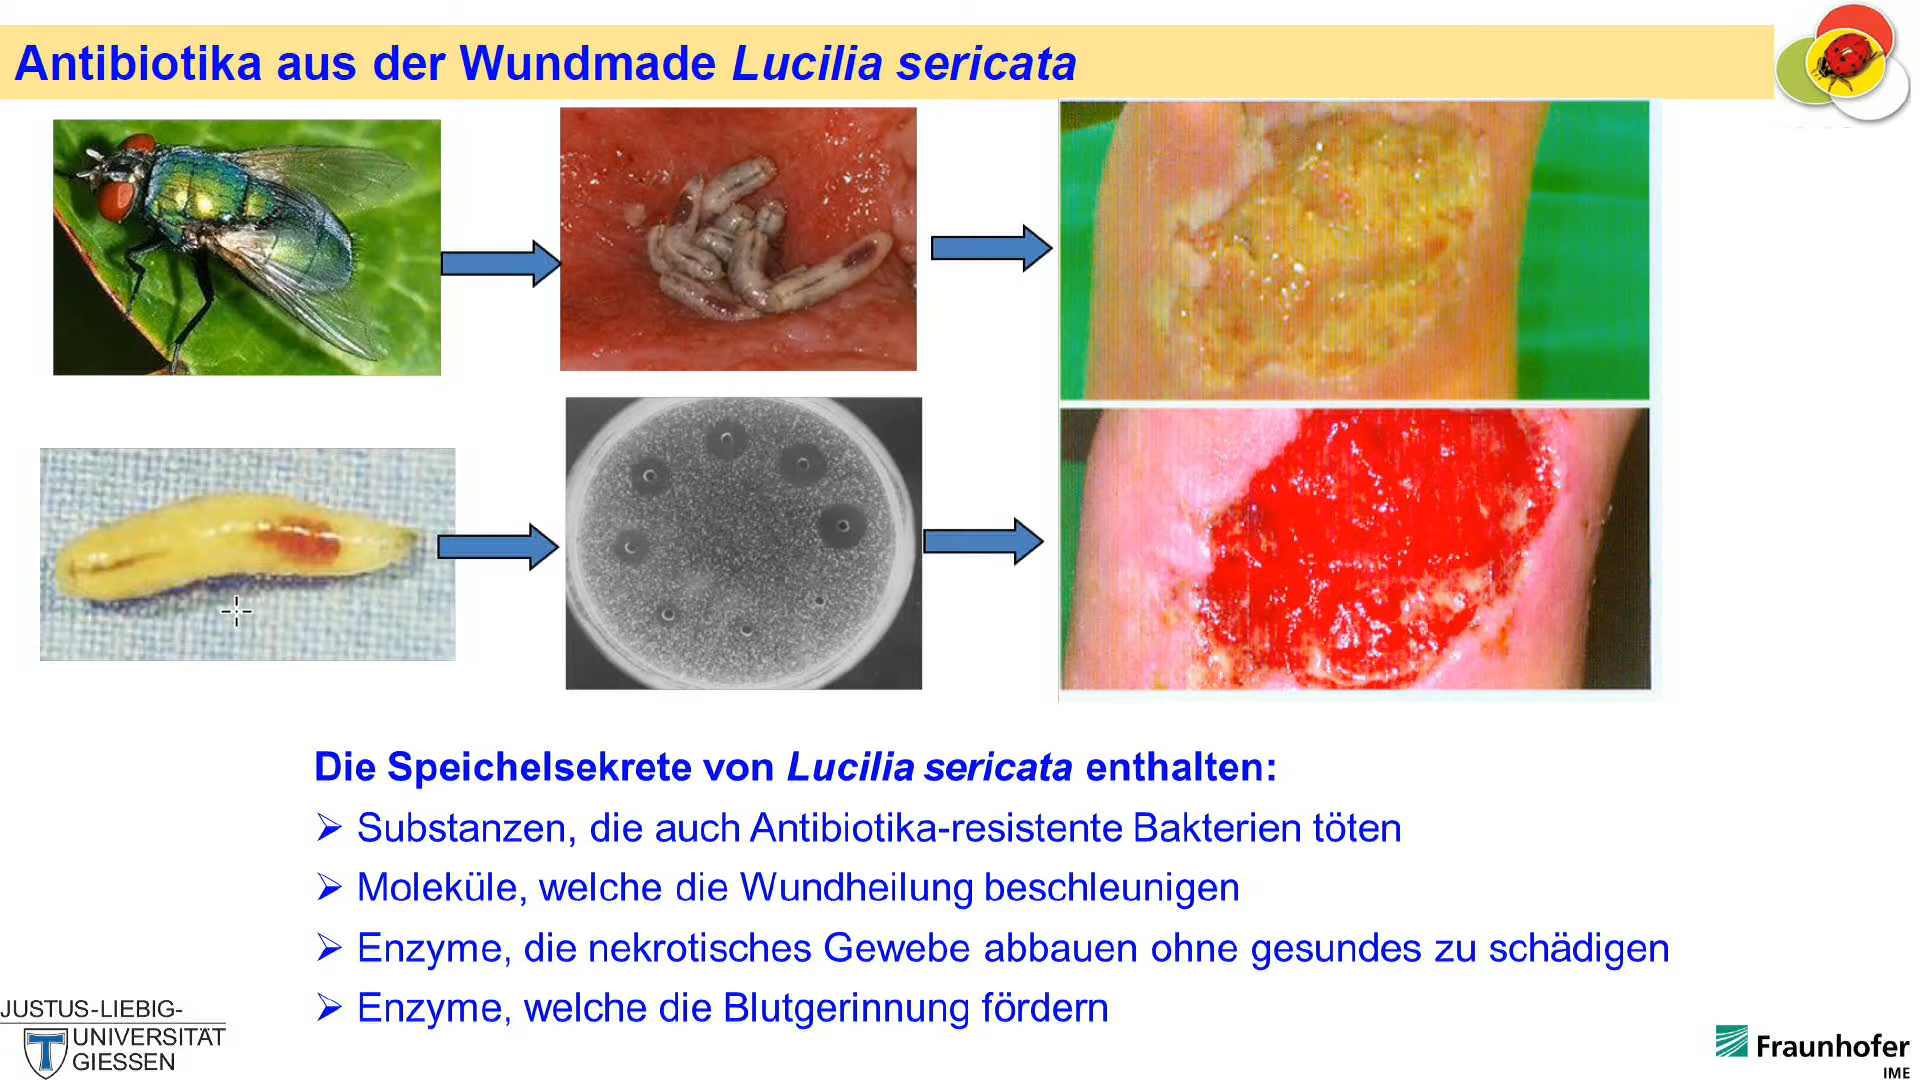 Antibiotika aus der Wundmade Lucilia sericata
Die Speichelsekrete von Lucilia sericata enthalten:
Substanzen, die auch Antibiotika-resistente Bakterien töten
Moleküle, welche die Wundheilung beschleunigen
Enzyme, die nekrotisches Gewebe abbauen ohne gesundes zu schädigen
Enzyme, welche die Blutgerinnung fördern
JUSTUS-LIEBIG-
UNIVERSITÄT
GIESSEN
Fraunhofer
IME